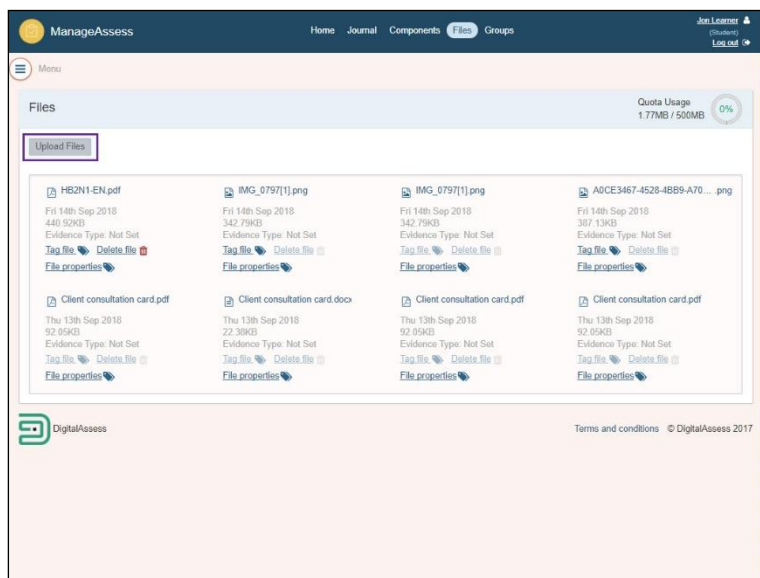 ManageAssess
Home Journal Components Files Groups
Jon Learner
(Student)
Log out
Menu
Files
Quota Usage
1.77MB / 500MB
0%
Upload Files
HB2N1-EN.pdf
Fri 14th Sep 2018
440.92KB
Evidence Type: Not Set
Tag file Delete file
File properties
IMG_0797[1].png
Fri 14th Sep 2018
342.79KB
Evidence Type: Not Set
Tag file Delete file
File properties
IMG_0797[1].png
Fri 14th Sep 2018
342.79KB
Evidence Type: Not Set
Tag file Delete file
File properties
A0CE3467-4528-4BB9-A70... .png
Fri 14th Sep 2018
387.13KB
Evidence Type: Not Set
Tag file Delete file
File properties
Client consultation card.pdf
Thu 13th Sep 2018
92.05KB
Evidence Type: Not Set
Tag file Delete file
File properties
Client consultation card.docx
Thu 13th Sep 2018
22.38KB
Evidence Type: Not Set
Tag file Delete file
File properties
Client consultation card.pdf
Thu 13th Sep 2018
92.05KB
Evidence Type: Not Set
Tag file Delete file
File properties
Client consultation card.pdf
Thu 13th Sep 2018
92.05KB
Evidence Type: Not Set
Tag file Delete file
File properties
DigitalAssess
Terms and conditions © DigitalAssess 2017